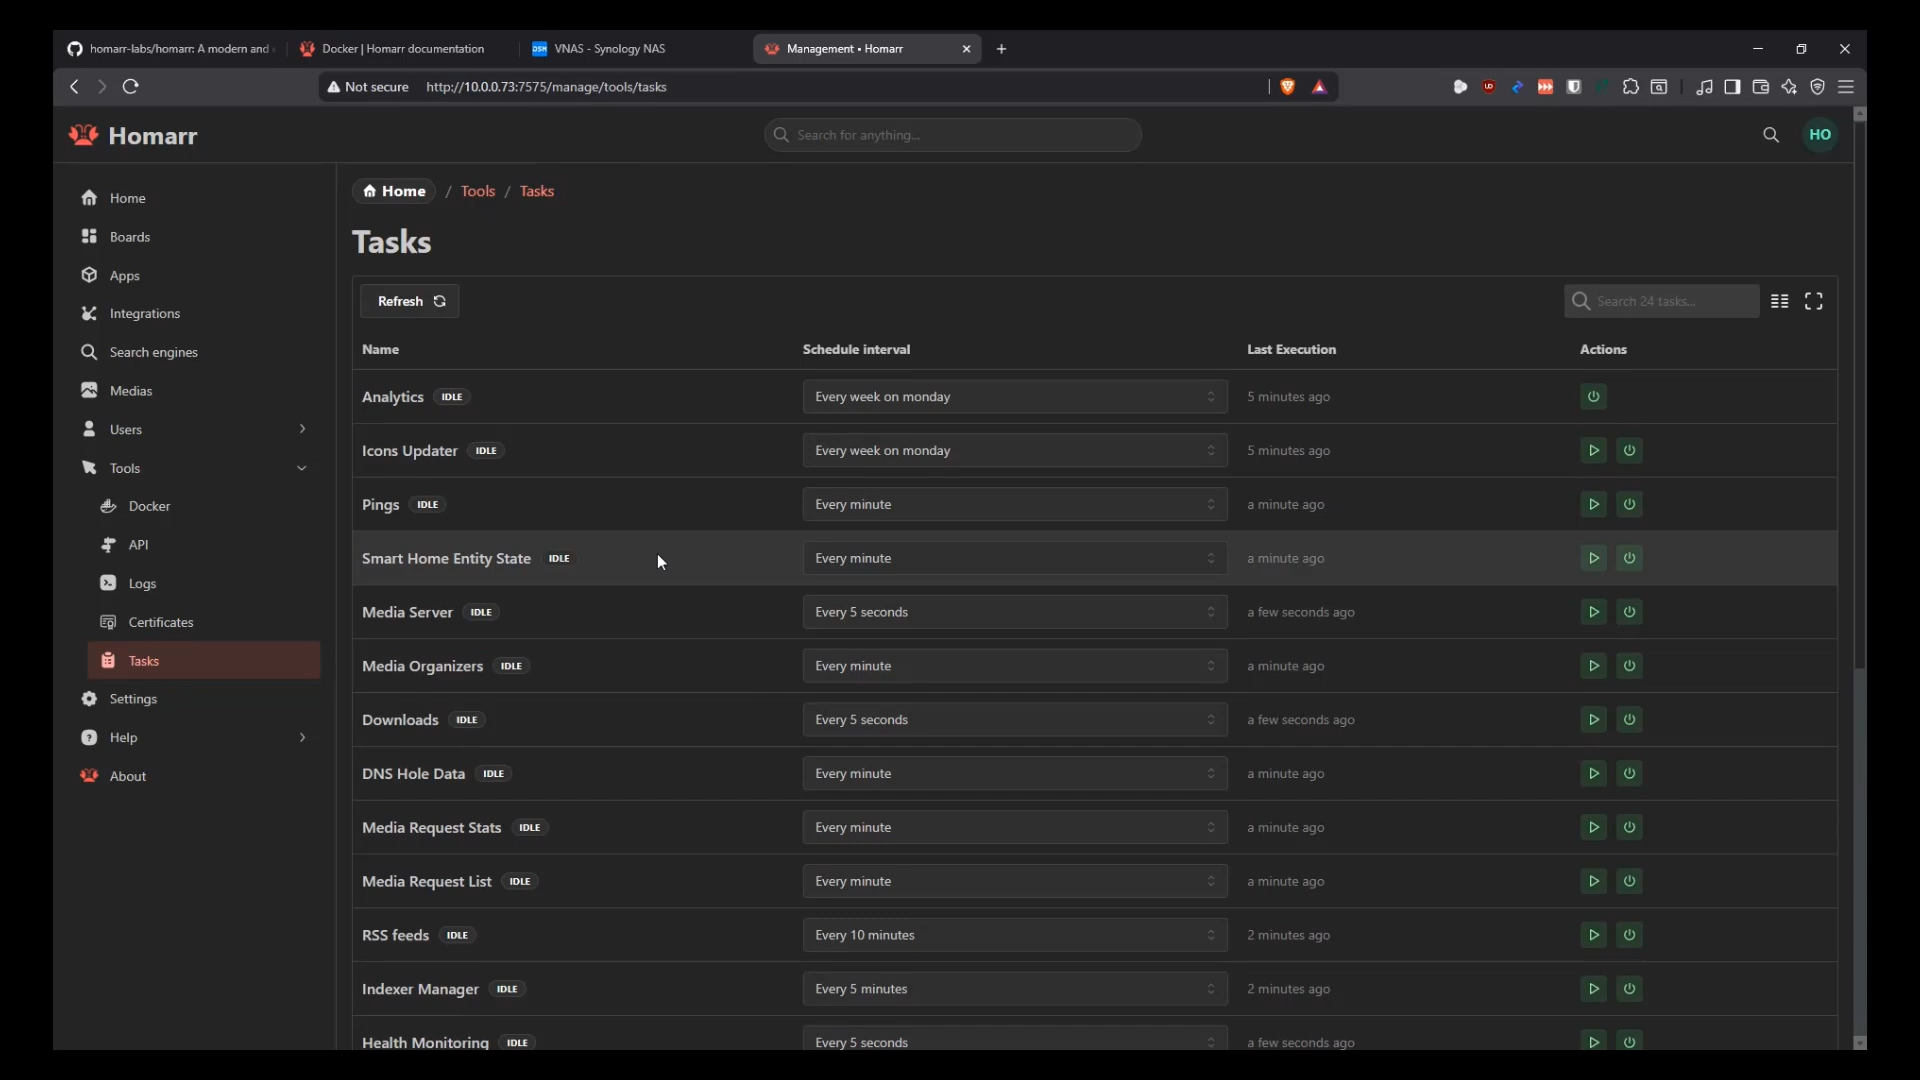 homarr-labs/homarr: A modern and
Docker | Homarr documentation
DSM VNAS - Synology NAS
Management • Homarr
Not secure http://10.0.0.73:7575/manage/tools/tasks
Homarr
Search for anything...
HO
Home
Boards
Apps
Integrations
Search engines
Medias
Users
Tools
Docker
API
Logs
Certificates
Tasks
Settings
Help
About
Home / Tools / Tasks
Tasks
Refresh
Search 24 tasks...
Name Schedule interval Last Execution Actions
Analytics IDLE Every week on monday 5 minutes ago
Icons Updater IDLE Every week on monday 5 minutes ago
Pings IDLE Every minute a minute ago
Smart Home Entity State IDLE Every minute a minute ago
Media Server IDLE Every 5 seconds a few seconds ago
Media Organizers IDLE Every minute a minute ago
Downloads IDLE Every 5 seconds a few seconds ago
DNS Hole Data IDLE Every minute a minute ago
Media Request Stats IDLE Every minute a minute ago
Media Request List IDLE Every minute a minute ago
RSS feeds IDLE Every 10 minutes 2 minutes ago
Indexer Manager IDLE Every 5 minutes 2 minutes ago
Health Monitoring IDLE Every 5 seconds a few seconds ago